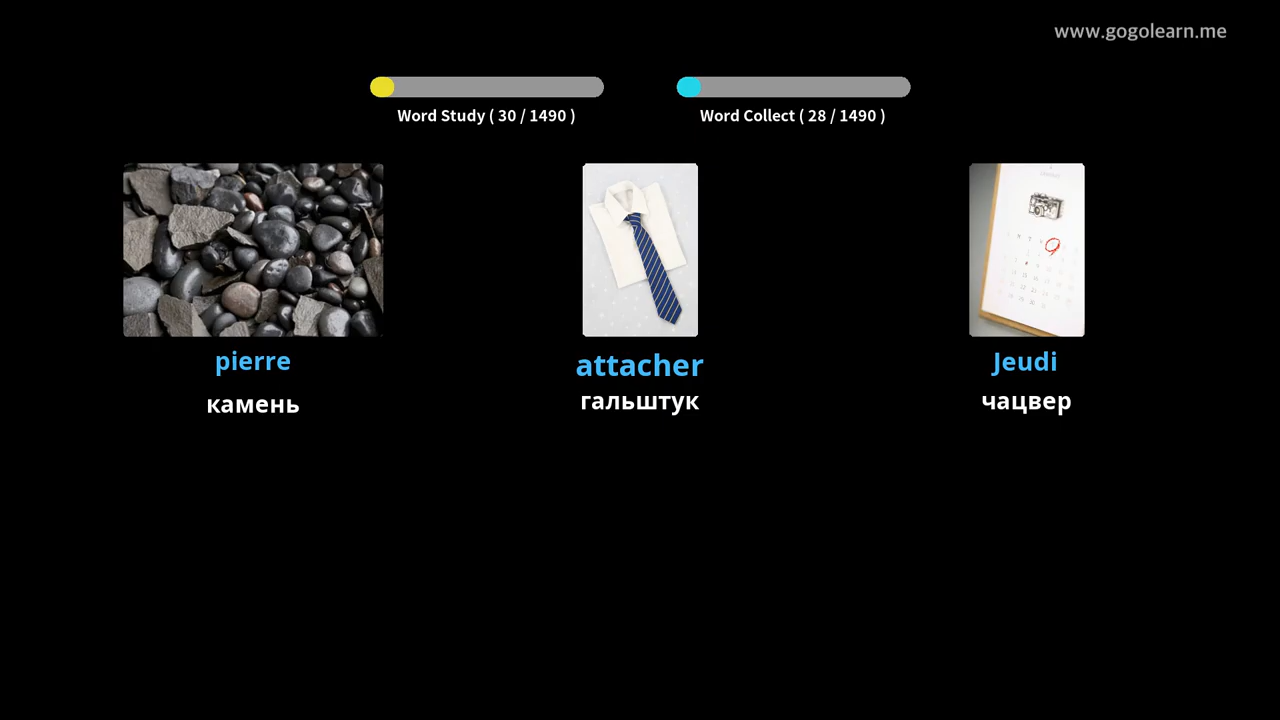 www.gogolearn.me
Word Study ( 30 / 1490 )
Word Collect ( 28 / 1490 )
pierre
attacher
Jeudi
камень
гальштук
чацвер